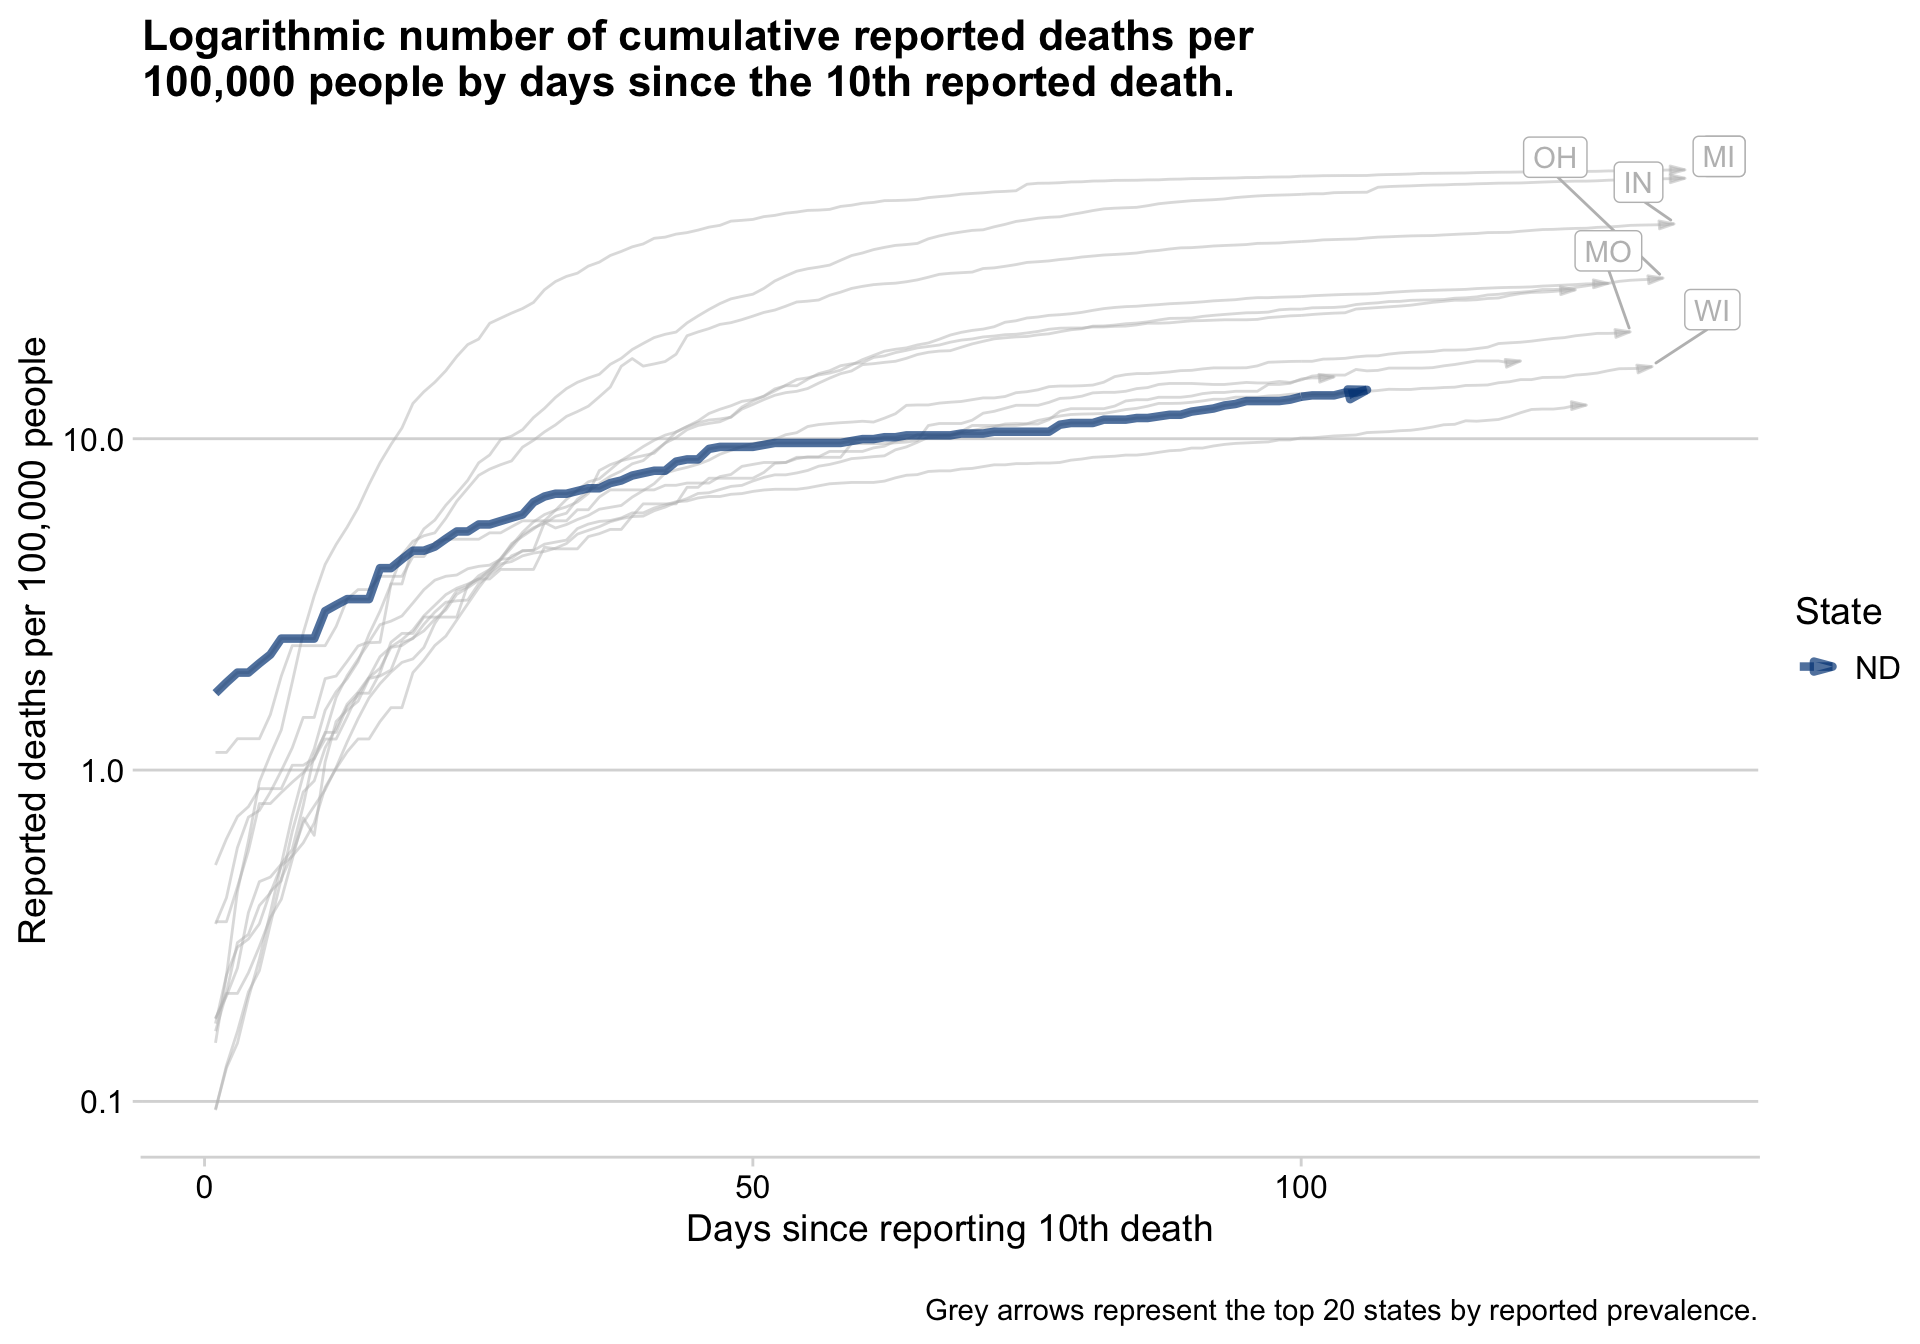 Logarithmic number of cumulative reported deaths per
100,000 people by days since the 10th reported death.
OH
MI
IN
MO
WI
Reported deaths per 100,000 people
10.0
1.0
0.1
State
ND
0
50
100
Days since reporting 10th death
Grey arrows represent the top 20 states by reported prevalence.